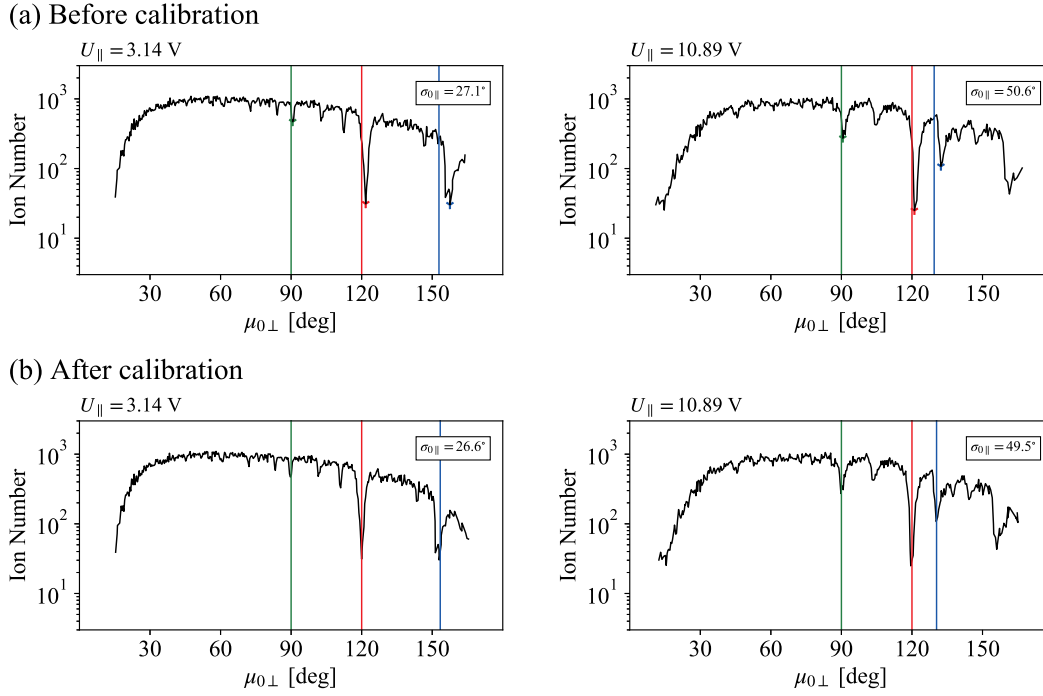 (a) Before calibration
U∥ = 3.14 V
U∥ = 10.89 V
σ0∥ = 27.1°
σ0∥ = 50.6°
10³
10²
10¹
Ion Number
30 60 90 120 150
μ0⊥ [deg]
10³
10²
10¹
Ion Number
30 60 90 120 150
μ0⊥ [deg]
(b) After calibration
U∥ = 3.14 V
U∥ = 10.89 V
σ0∥ = 26.6°
σ0∥ = 49.5°
10³
10²
10¹
Ion Number
30 60 90 120 150
μ0⊥ [deg]
10³
10²
10¹
Ion Number
30 60 90 120 150
μ0⊥ [deg]